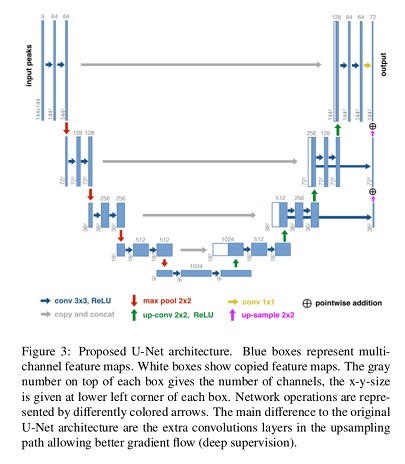 9 64 64
128 64 64 72
input peaks
output
144x144
144²
144²
144²
144²
144²
144²
128 128
256 128 128
72²
72²
72²
72²
72²
72²
256 256
512 256 256
36²
36²
36²
36²
36²
36²
36²
512 512
1024 512 512
18²
18²
18²
18²
18²
18²
1024
9²
9²
conv 3x3, ReLU
max pool 2x2
conv 1x1
pointwise addition
copy and concat
up-conv 2x2, ReLU
up-sample 2x2
Figure 3: Proposed U-Net architecture. Blue boxes represent multi-
channel feature maps. White boxes show copied feature maps. The gray
number on top of each box gives the number of channels, the x-y-size
is given at lower left corner of each box. Network operations are repre-
sented by differently colored arrows. The main difference to the original
U-Net architecture are the extra convolutions layers in the upsampling
path allowing better gradient flow (deep supervision).